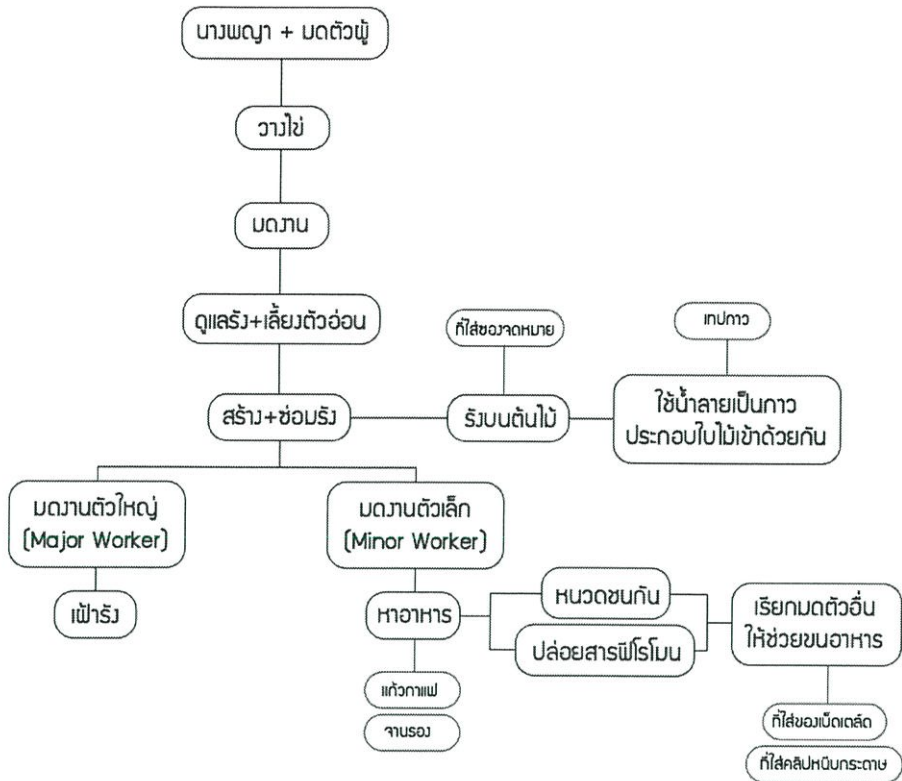 นางพญา + มดตัวผู้
วางไข่
มดงาน
ดูแลรัง+เลี้ยงตัวอ่อน
ที่ใส่ซองจดหมาย
เทปกาว
สร้าง+ซ่อมรัง
รังบนต้นไม้
ใช้น้ำลายเป็นกาว
ประกอบใบไม้เข้าด้วยกัน
มดงานตัวใหญ่
(Major Worker)
มดงานตัวเล็ก
(Minor Worker)
เฝ้ารัง
หาอาหาร
หนวดชนกัน
ปล่อยสารฟีโรโมน
เรียกมดตัวอื่น
ให้ช่วยขนอาหาร
แก้วกาแฟ
จานรอง
ที่ใส่ของเบ็ดเตล็ด
ที่ใส่คลิปหนีบกระดาษ